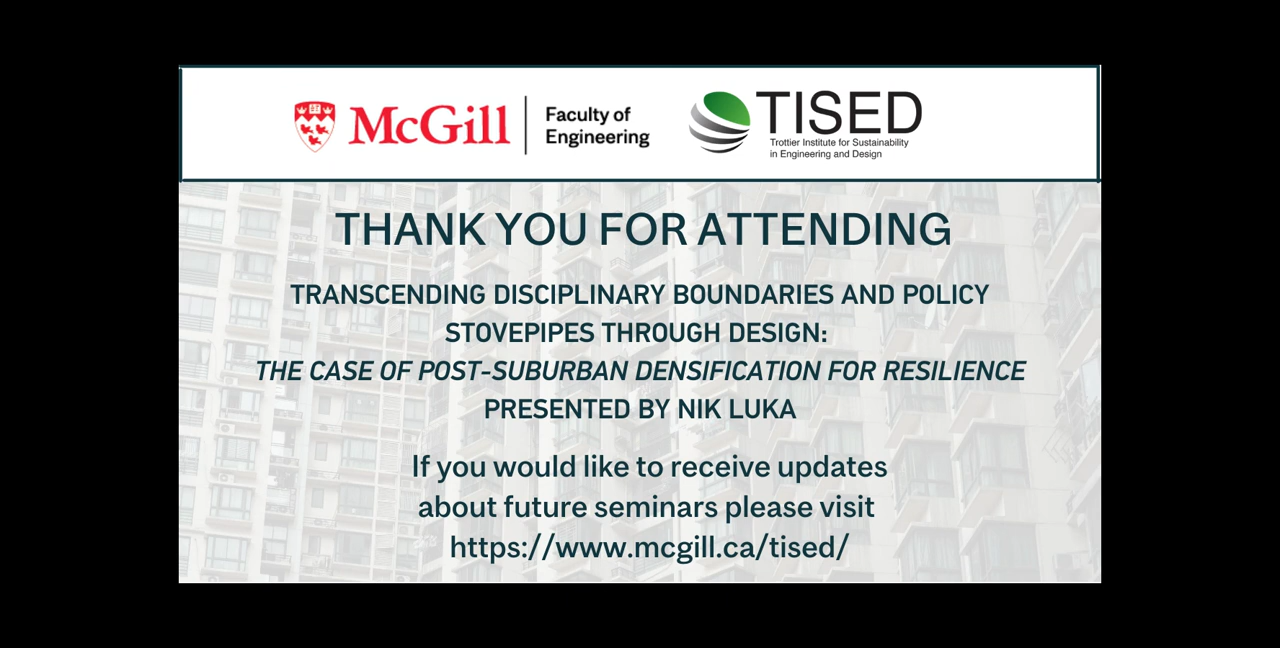 McGill
Faculty of
Engineering
TISED
Trottier Institute for Sustainability
in Engineering and Design
THANK YOU FOR ATTENDING
TRANSCENDING DISCIPLINARY BOUNDARIES AND POLICY
STOVEPIPES THROUGH DESIGN:
THE CASE OF POST-SUBURBAN DENSIFICATION FOR RESILIENCE
PRESENTED BY NIK LUKA
If you would like to receive updates
about future seminars please visit
https://www.mcgill.ca/tised/